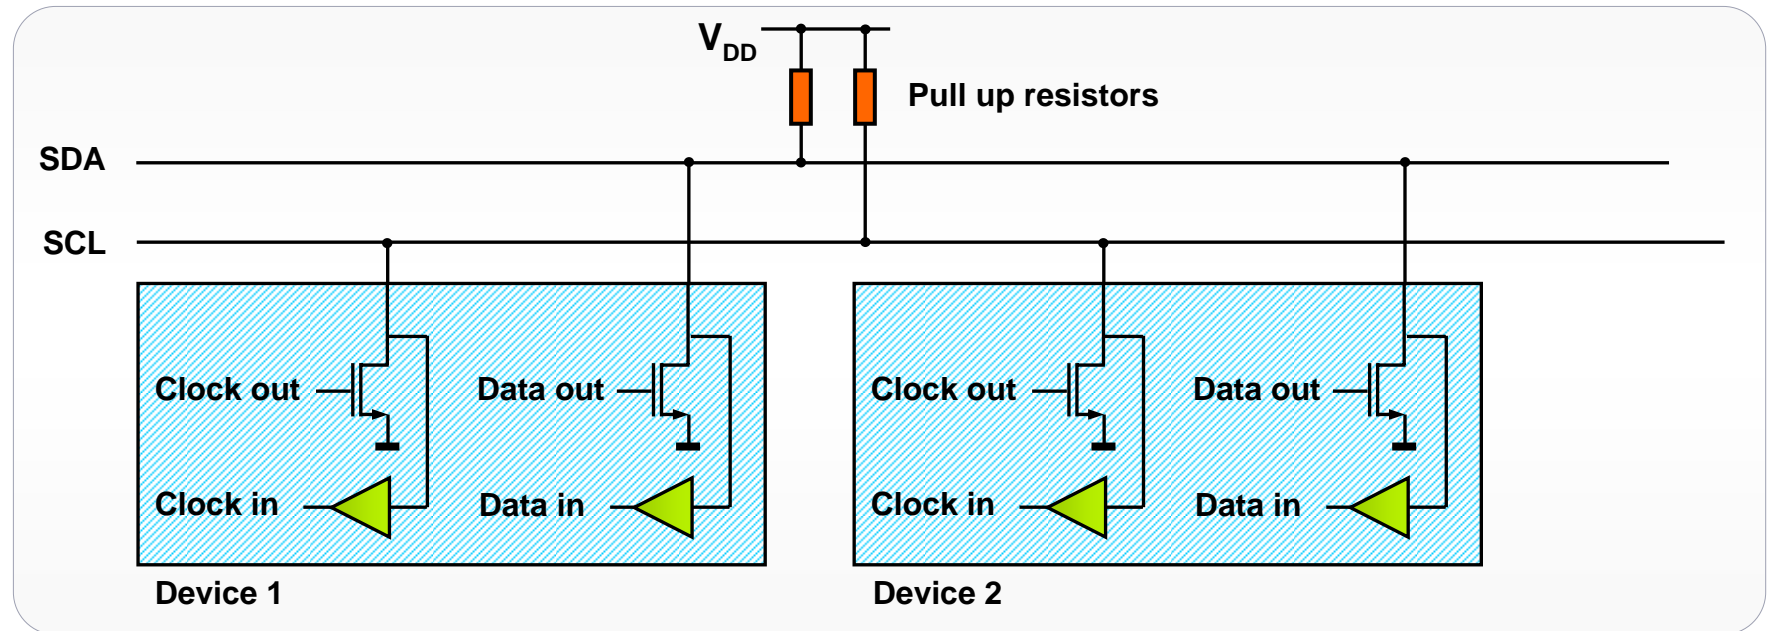 V_DD
Pull up resistors
SDA
SCL
Clock out
Data out
Clock out
Data out
Clock in
Data in
Clock in
Data in
Device 1
Device 2